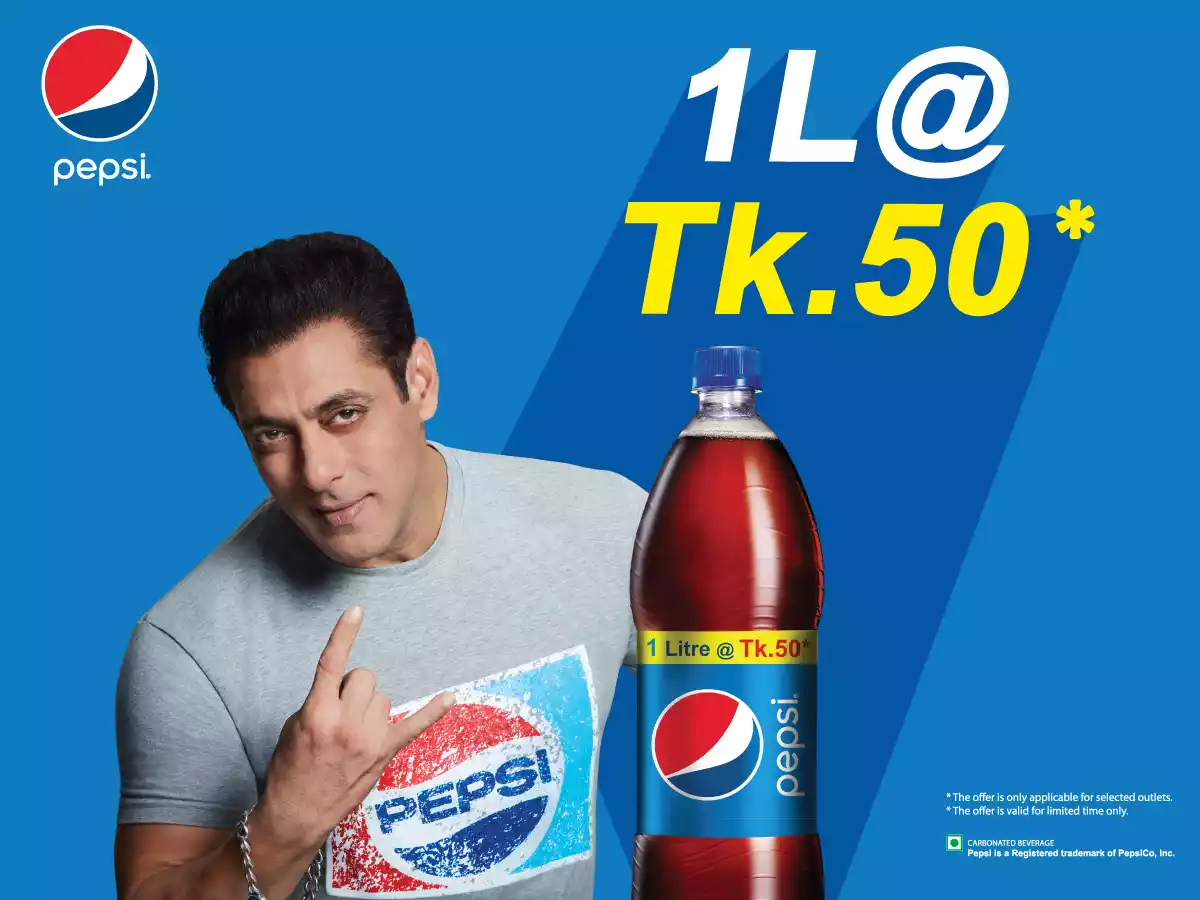 pepsi.
1L@
Tk.50*
1 Litre @ Tk.50*
pepsi.
PEPSI
* The offer is only applicable for selected outlets.
* The offer is valid for limited time only.
CARBONATED BEVERAGE
Pepsi is a Registered trademark of PepsiCo, Inc.